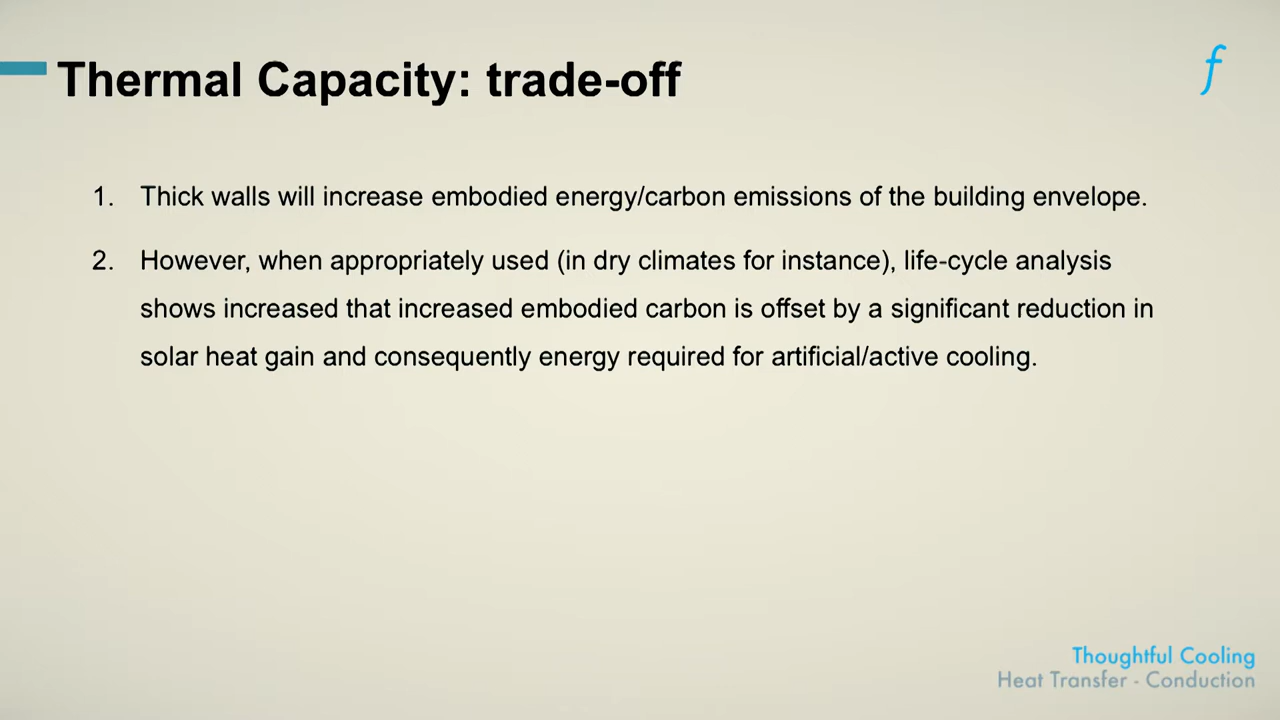 Thermal Capacity: trade-off
f
1. Thick walls will increase embodied energy/carbon emissions of the building envelope.
2. However, when appropriately used (in dry climates for instance), life-cycle analysis
shows increased that increased embodied carbon is offset by a significant reduction in
solar heat gain and consequently energy required for artificial/active cooling.
Thoughtful Cooling
Heat Transfer - Conduction